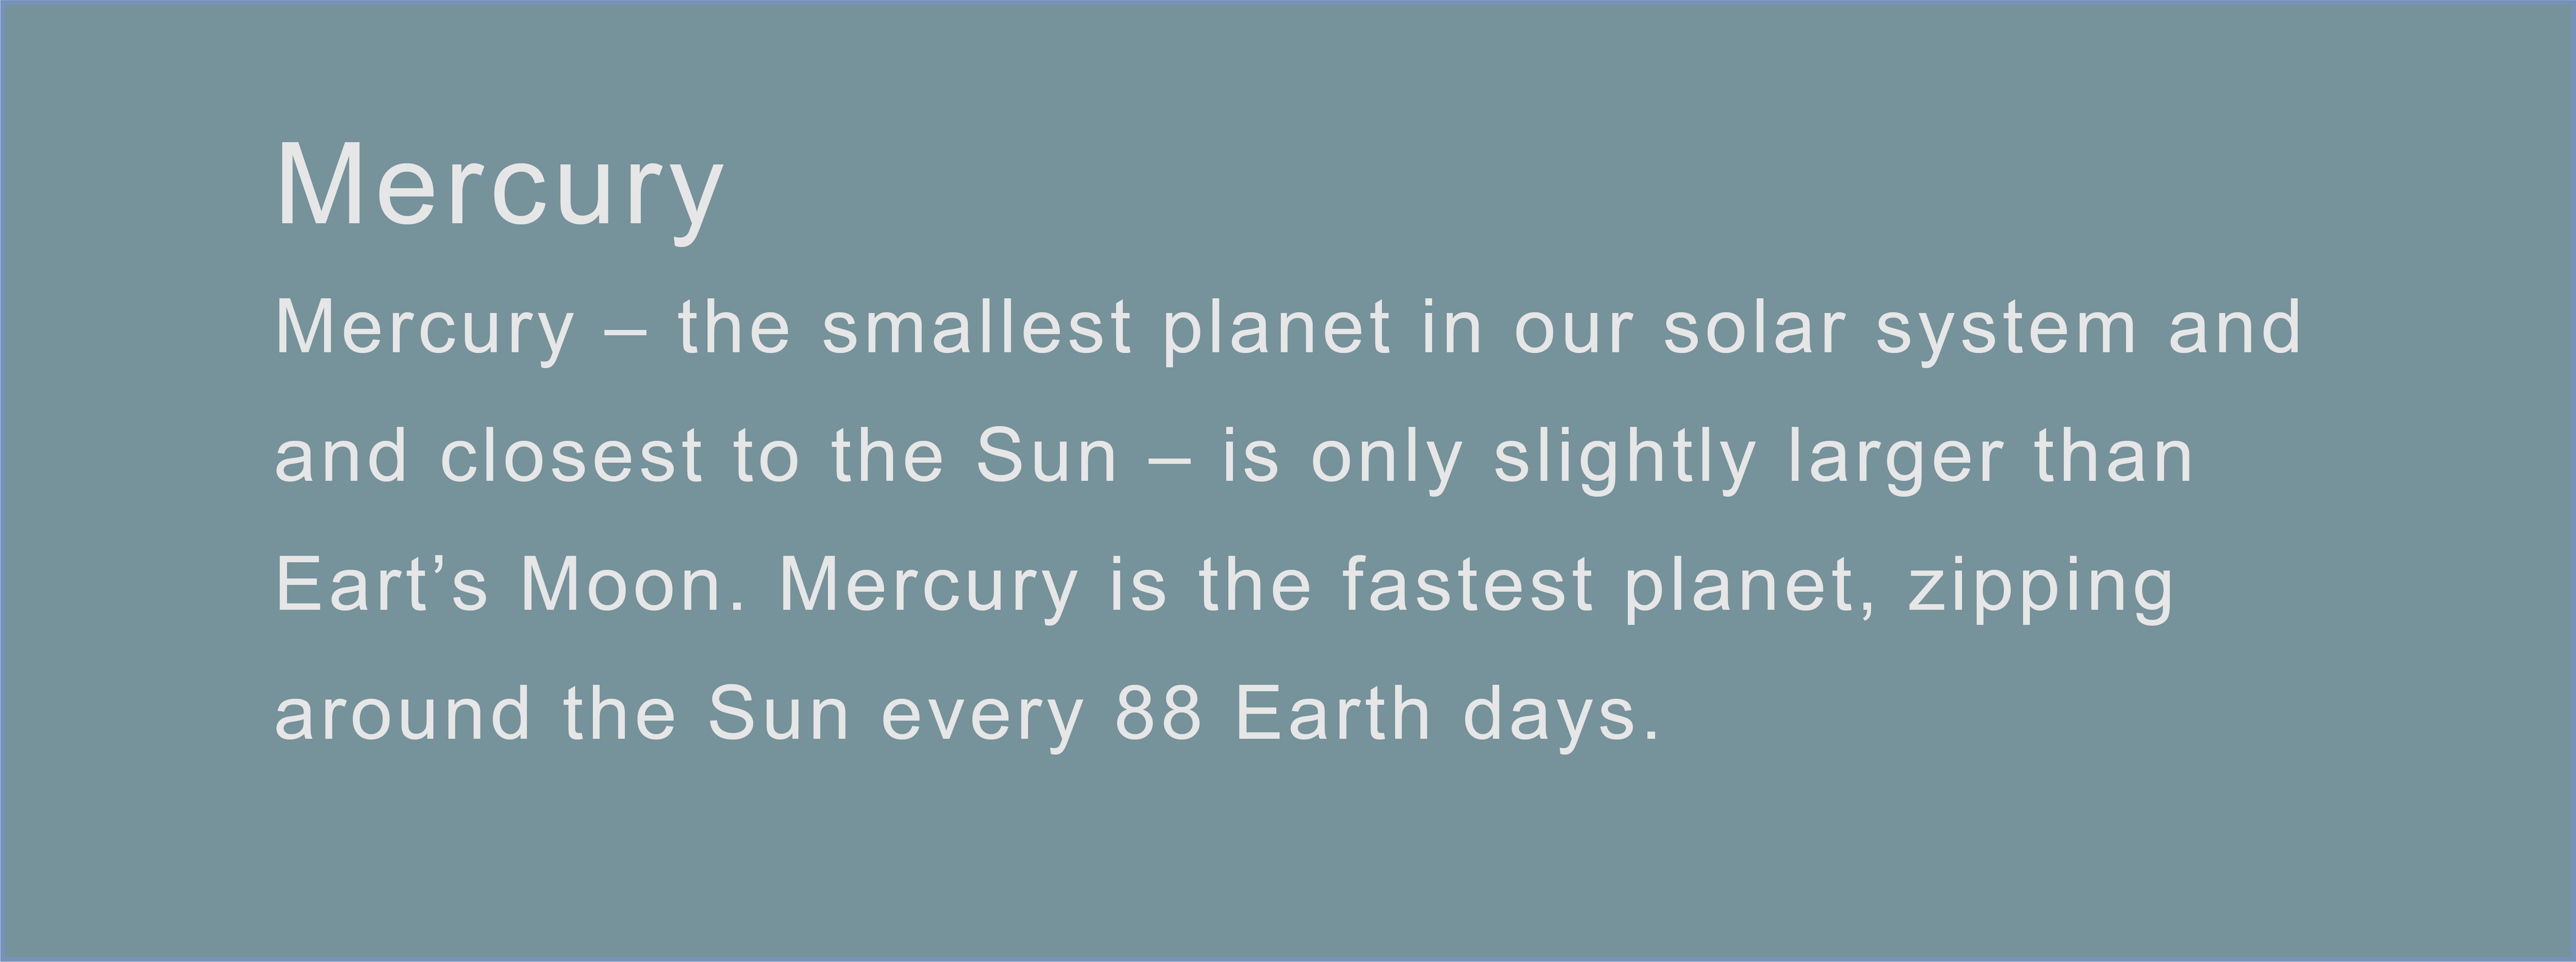 Mercury
Mercury – the smallest planet in our solar system and
and closest to the Sun – is only slightly larger than
Eart’s Moon. Mercury is the fastest planet, zipping
around the Sun every 88 Earth days.